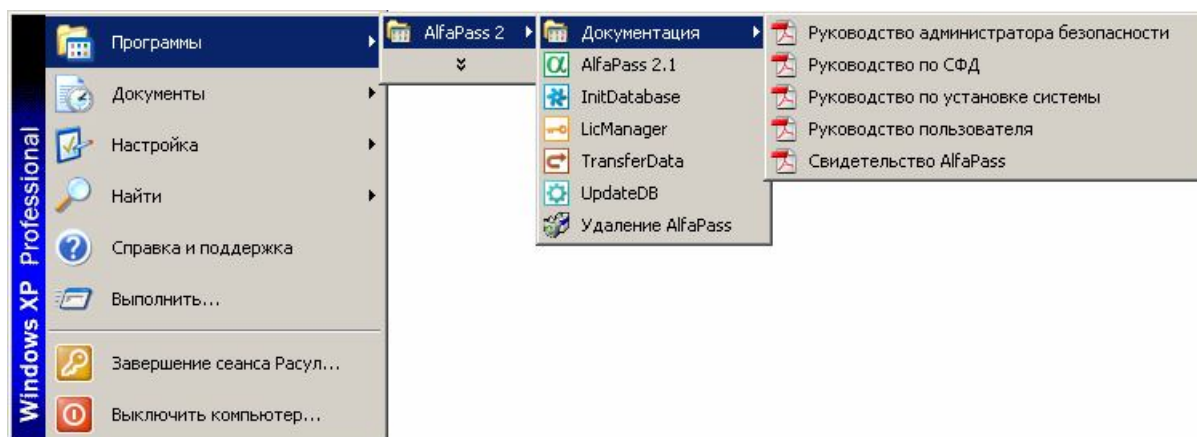 Windows XP Professional
Программы
Документы
Настройка
Найти
Справка и поддержка
Выполнить...
Завершение сеанса Расул...
Выключить компьютер...
AlfaPass 2
Документация
AlfaPass 2.1
InitDatabase
LicManager
TransferData
UpdateDB
Удаление AlfaPass
Руководство администратора безопасности
Руководство по СФД
Руководство по установке системы
Руководство пользователя
Свидетельство AlfaPass